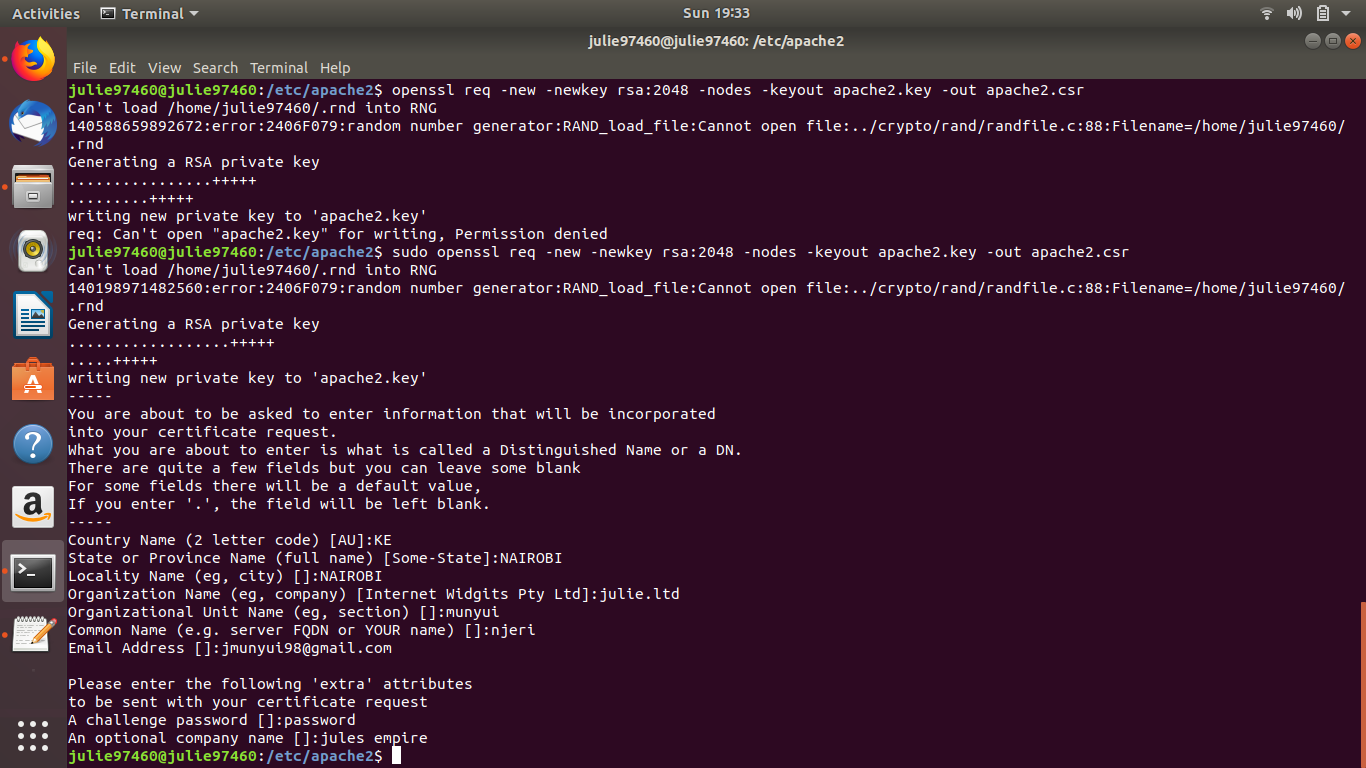 Activities Terminal Sun 19:33
julie97460@julie97460: /etc/apache2
File Edit View Search Terminal Help
julie97460@julie97460:/etc/apache2$ openssl req -new -newkey rsa:2048 -nodes -keyout apache2.key -out apache2.csr
Can't load /home/julie97460/.rnd into RNG
140588659892672:error:2406F079:random number generator:RAND_load_file:Cannot open file:../crypto/rand/randfile.c:88:Filename=/home/julie97460/
.rnd
Generating a RSA private key
................+++++
.........+++++
writing new private key to 'apache2.key'
req: Can't open "apache2.key" for writing, Permission denied
julie97460@julie97460:/etc/apache2$ sudo openssl req -new -newkey rsa:2048 -nodes -keyout apache2.key -out apache2.csr
Can't load /home/julie97460/.rnd into RNG
140198971482560:error:2406F079:random number generator:RAND_load_file:Cannot open file:../crypto/rand/randfile.c:88:Filename=/home/julie97460/
.rnd
Generating a RSA private key
..................+++++
.....+++++
writing new private key to 'apache2.key'
-----
You are about to be asked to enter information that will be incorporated
into your certificate request.
What you are about to enter is what is called a Distinguished Name or a DN.
There are quite a few fields but you can leave some blank
For some fields there will be a default value,
If you enter '.', the field will be left blank.
-----
Country Name (2 letter code) [AU]:KE
State or Province Name (full name) [Some-State]:NAIROBI
Locality Name (eg, city) []:NAIROBI
Organization Name (eg, company) [Internet Widgits Pty Ltd]:julie.ltd
Organizational Unit Name (eg, section) []:munyui
Common Name (e.g. server FQDN or YOUR name) []:njeri
Email Address []:jmunyui98@gmail.com

Please enter the following 'extra' attributes
to be sent with your certificate request
A challenge password []:password
An optional company name []:jules empire
julie97460@julie97460:/etc/apache2$